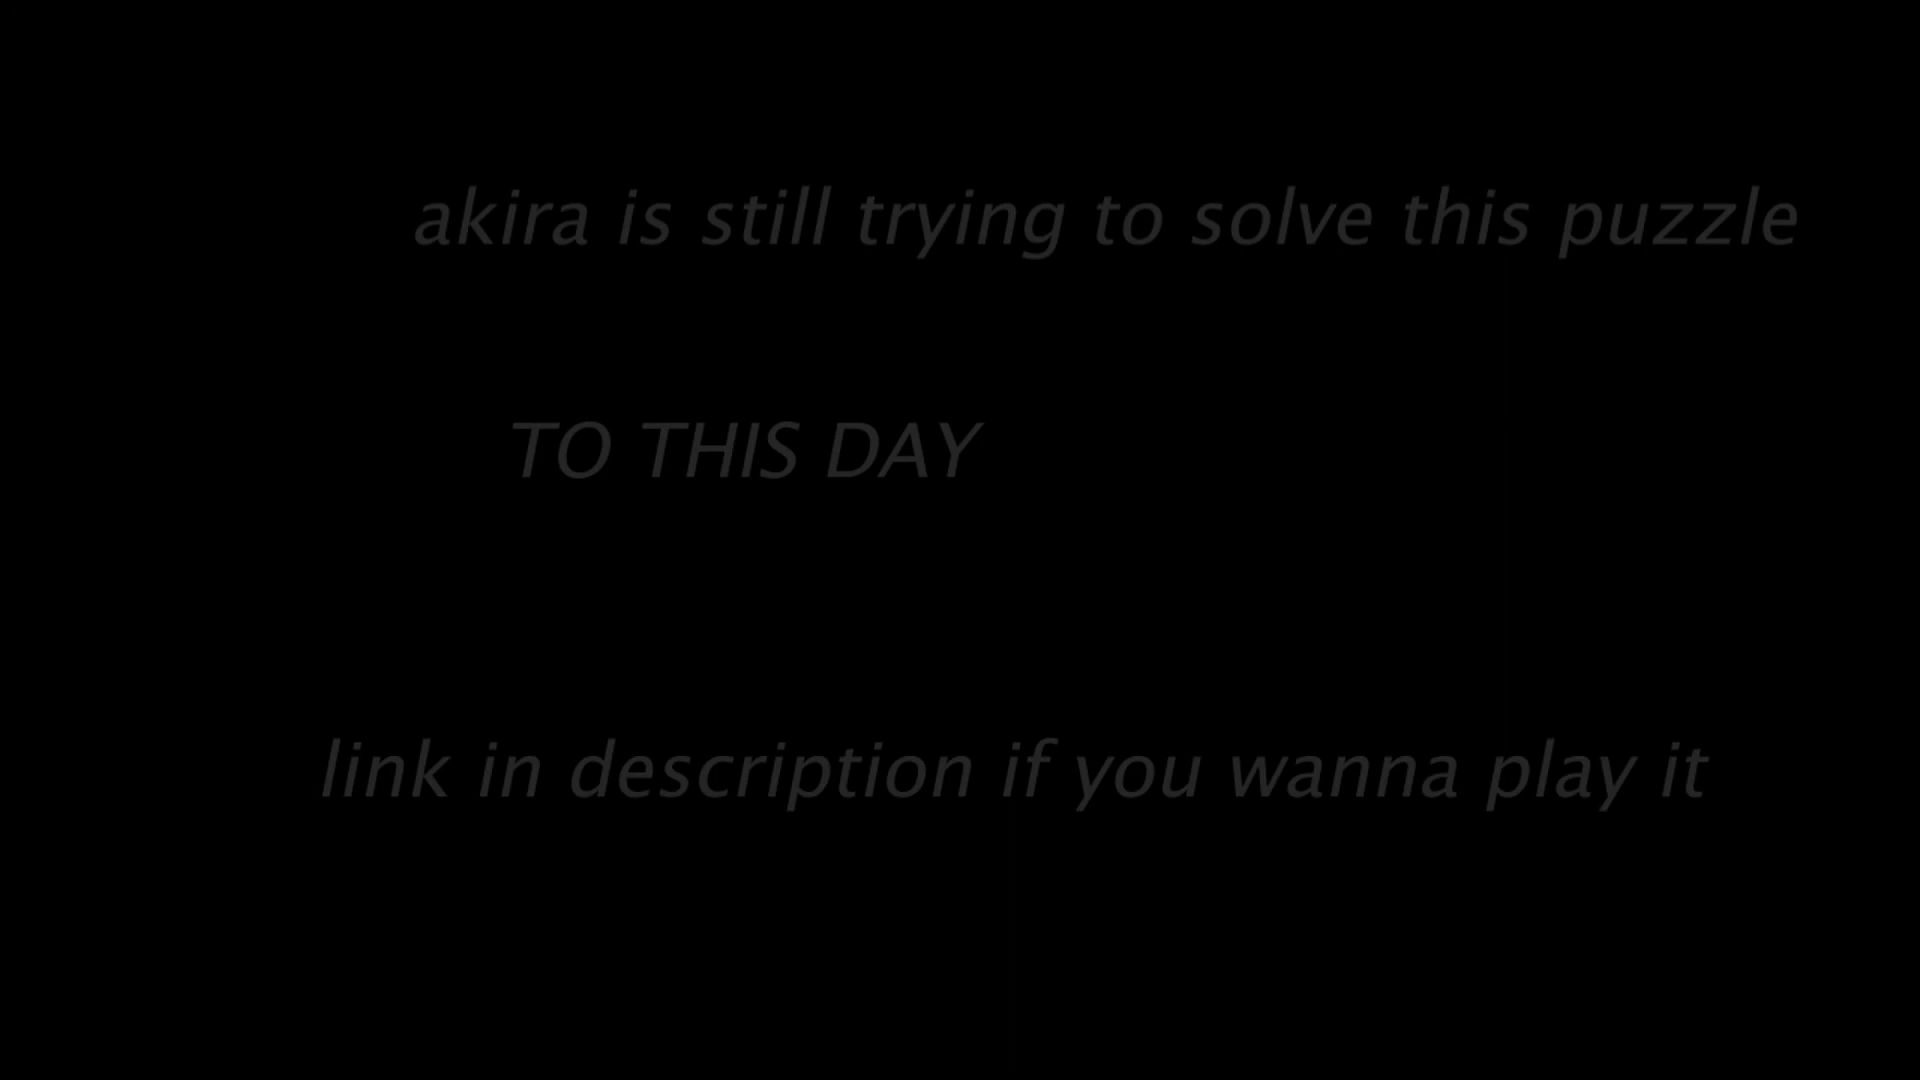 akira is still trying to solve this puzzle
TO THIS DAY
link in description if you wanna play it